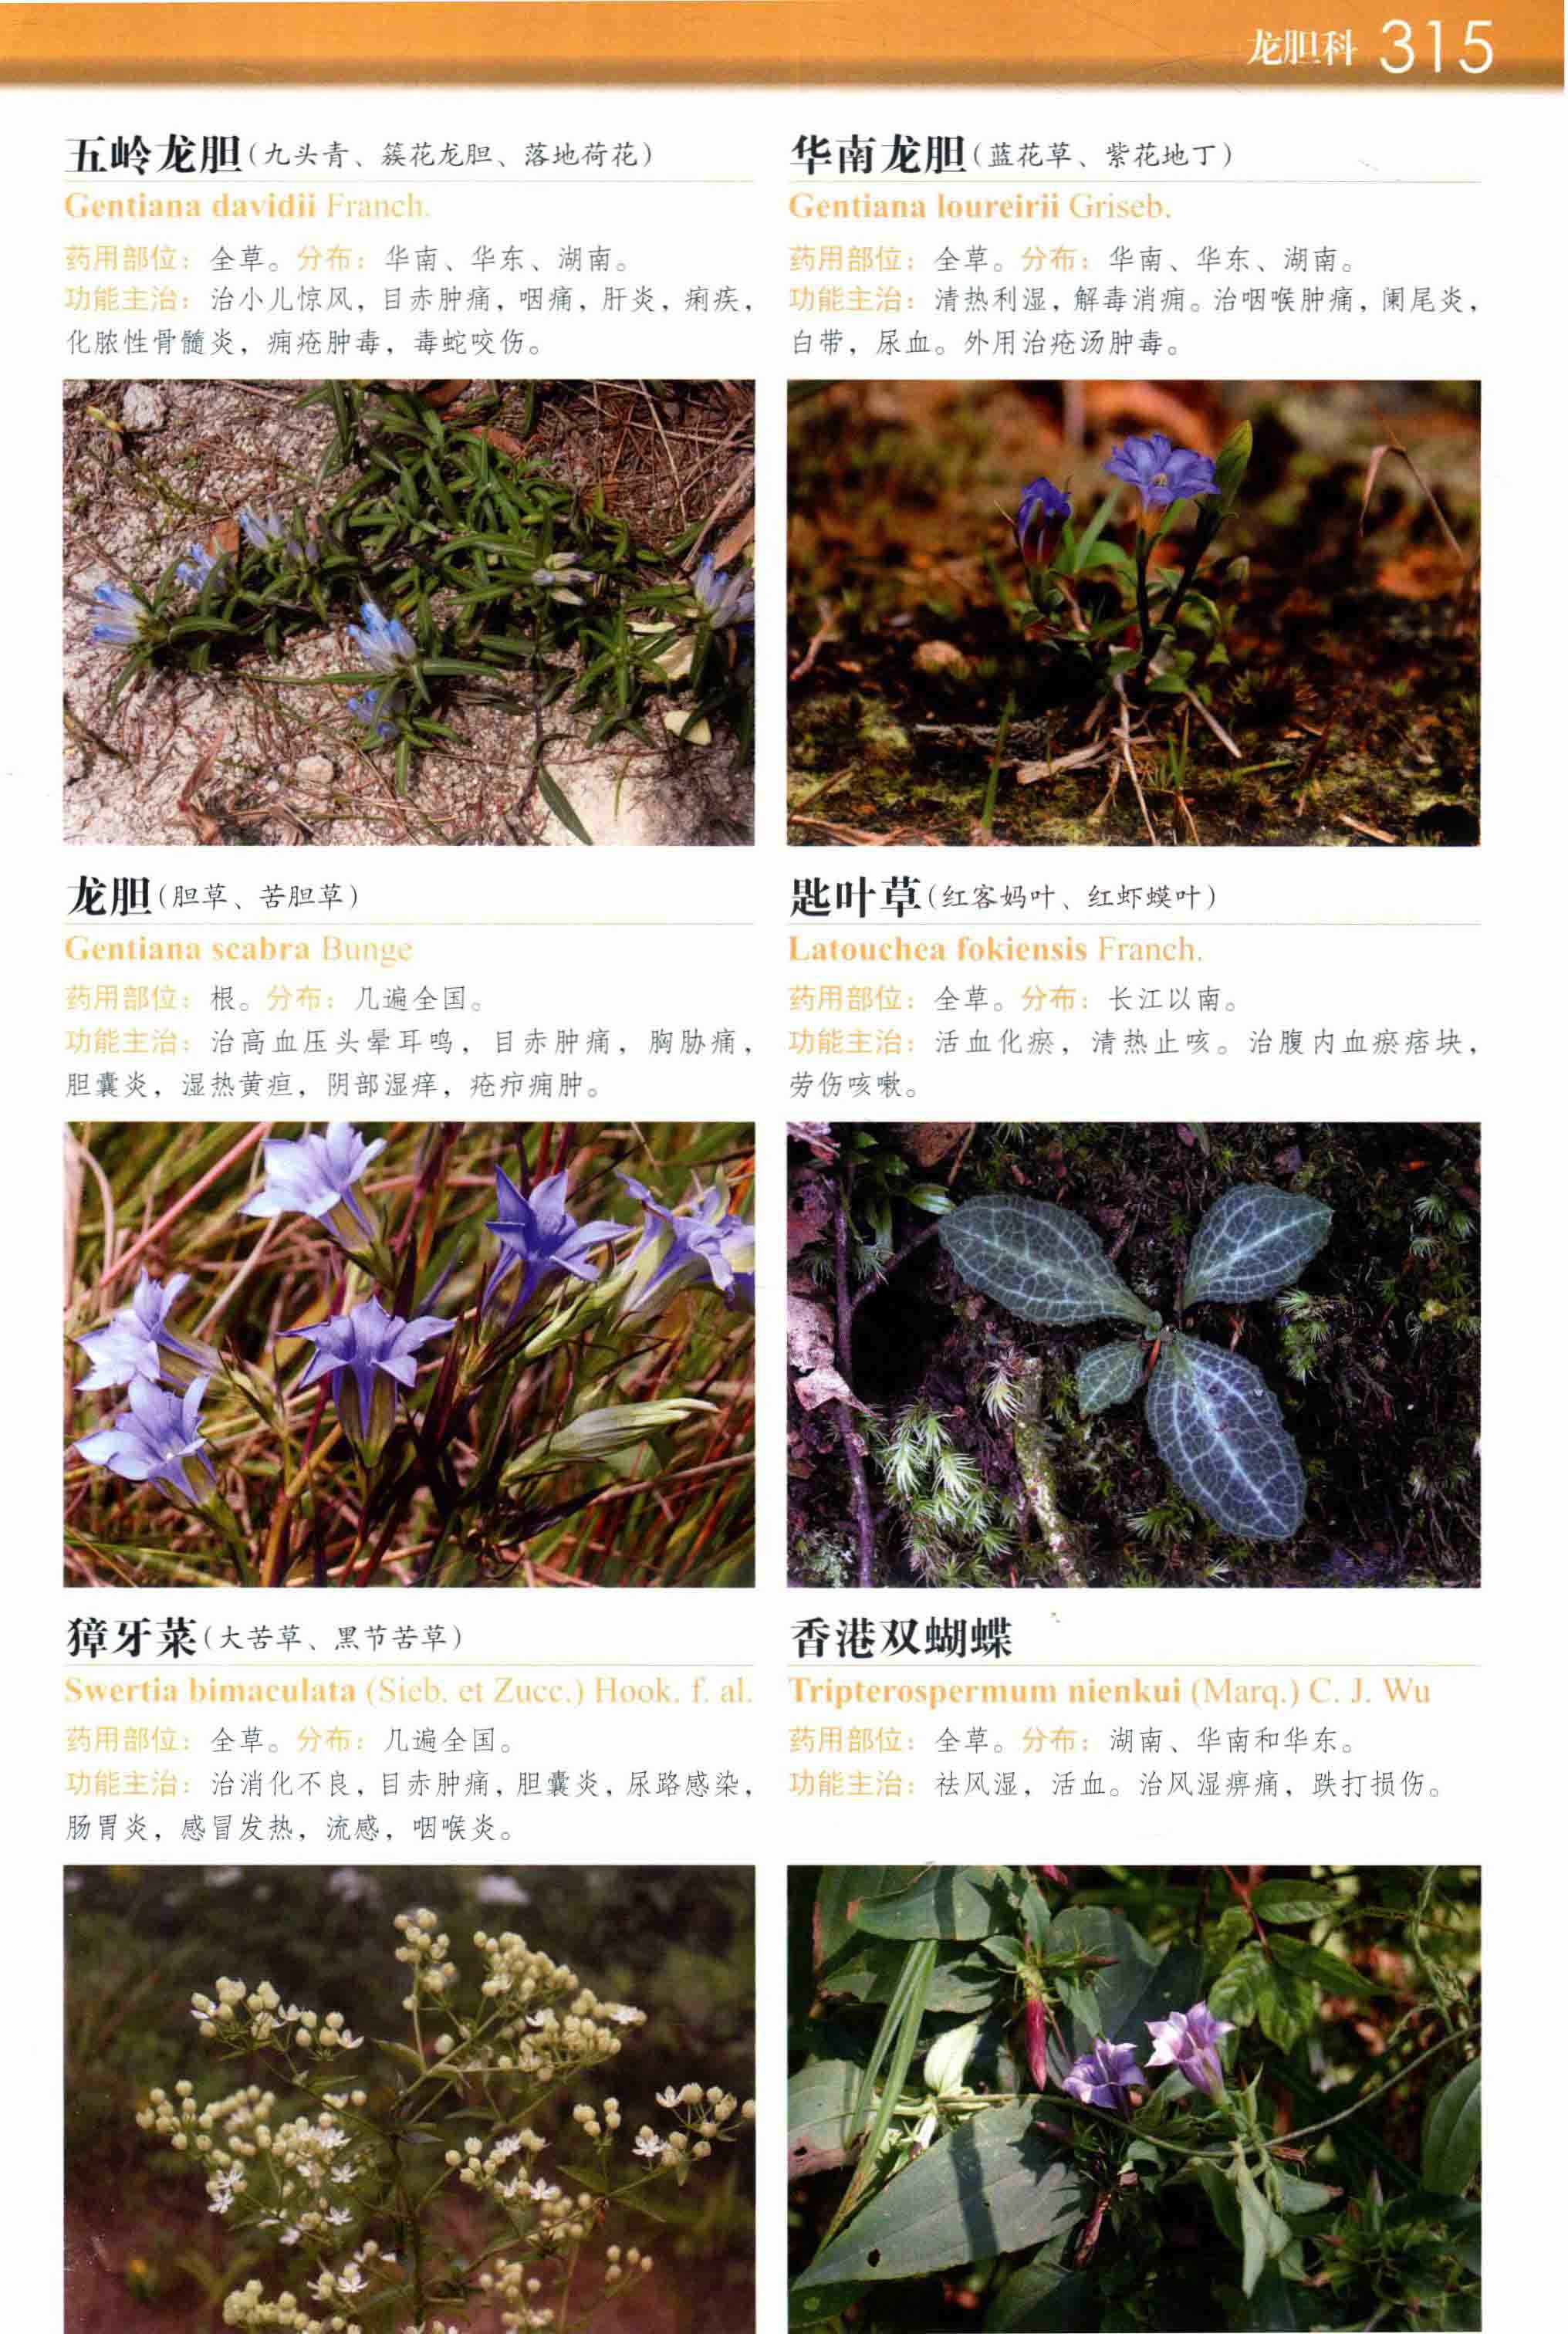 龙胆科 315
五岭龙胆(九头青、簇花龙胆、落地荷花)
Gentiana davidii Franch.
药用部位：全草。分布：华南、华东、湖南。
功能主治：治小儿惊风，目赤肿痛，咽痛，肝炎，痢疾，
化脓性骨髓炎，痈疮肿毒，毒蛇咬伤。
华南龙胆(蓝花草、紫花地丁)
Gentiana loureirii Griseb.
药用部位：全草。分布：华南、华东、湖南。
功能主治：清热利湿，解毒消痈。治咽喉肿痛，阑尾炎，
白带，尿血。外用治疮汤肿毒。
龙胆(胆草、苦胆草)
Gentiana scabra Bunge
药用部位：根。分布：几遍全国。
功能主治：治高血压头晕耳鸣，目赤肿痛，胸胁痛，
胆囊炎，湿热黄疸，阴部湿痒，疮疖痈肿。
匙叶草(红客妈叶、红虾蟆叶)
Latouchea fokiensis Franch.
药用部位：全草。分布：长江以南。
功能主治：活血化瘀，清热止咳。治腹内血瘀痞块，
劳伤咳嗽。
獐牙菜(大苦草、黑节苦草)
Swertia bimaculata (Sieb. et Zucc.) Hook. f. al.
药用部位：全草。分布：几遍全国。
功能主治：治消化不良，目赤肿痛，胆囊炎，尿路感染，
肠胃炎，感冒发热，流感，咽喉炎。
香港双蝴蝶
Tripterospermum nienkui (Marq.) C. J. Wu
药用部位：全草。分布：湖南、华南和华东。
功能主治：祛风湿，活血。治风湿痹痛，跌打损伤。